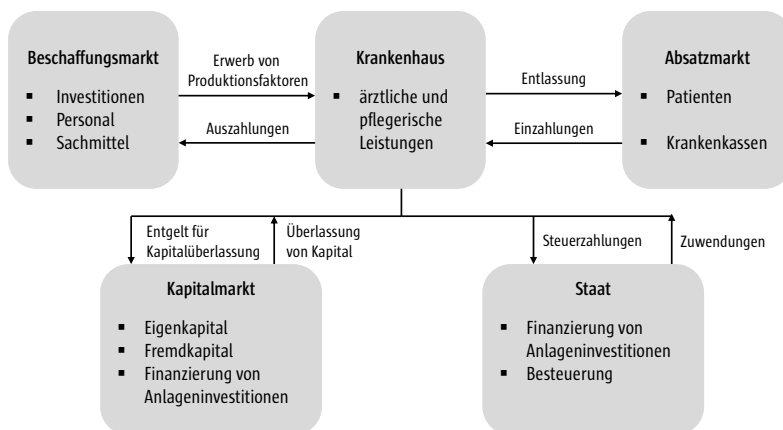 Beschaffungsmarkt
▪ Investitionen
▪ Personal
▪ Sachmittel
Erwerb von
Produktionsfaktoren
Auszahlungen
Krankenhaus
▪ ärztliche und
pflegerische
Leistungen
Entlassung
Einzahlungen
Absatzmarkt
▪ Patienten
▪ Krankenkassen
Entgelt für
Kapitalüberlassung
Überlassung
von Kapital
Steuerzahlungen
Zuwendungen
Kapitalmarkt
▪ Eigenkapital
▪ Fremdkapital
▪ Finanzierung von
Anlageninvestitionen
Staat
▪ Finanzierung von
Anlageninvestitionen
▪ Besteuerung